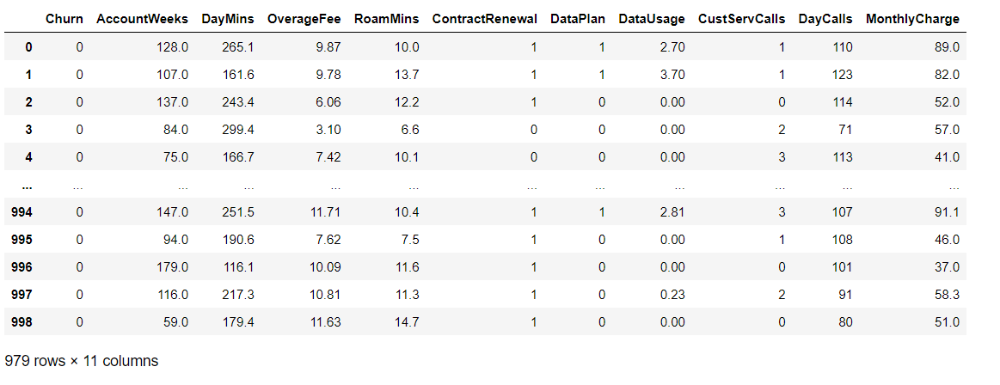 Churn AccountWeeks DayMins OverageFee RoamMins ContractRenewal DataPlan DataUsage CustServCalls DayCalls MonthlyCharge
0 0 128.0 265.1 9.87 10.0 1 1 2.70 1 110 89.0
1 0 107.0 161.6 9.78 13.7 1 1 3.70 1 123 82.0
2 0 137.0 243.4 6.06 12.2 1 0 0.00 0 114 52.0
3 0 84.0 299.4 3.10 6.6 0 0 0.00 2 71 57.0
4 0 75.0 166.7 7.42 10.1 0 0 0.00 3 113 41.0
... ... ... ... ... ... ... ... ... ... ... ...
994 0 147.0 251.5 11.71 10.4 1 1 2.81 3 107 91.1
995 0 94.0 190.6 7.62 7.5 1 0 0.00 1 108 46.0
996 0 179.0 116.1 10.09 11.6 1 0 0.00 0 101 37.0
997 0 116.0 217.3 10.81 11.3 1 0 0.23 2 91 58.3
998 0 59.0 179.4 11.63 14.7 1 0 0.00 0 80 51.0
979 rows × 11 columns